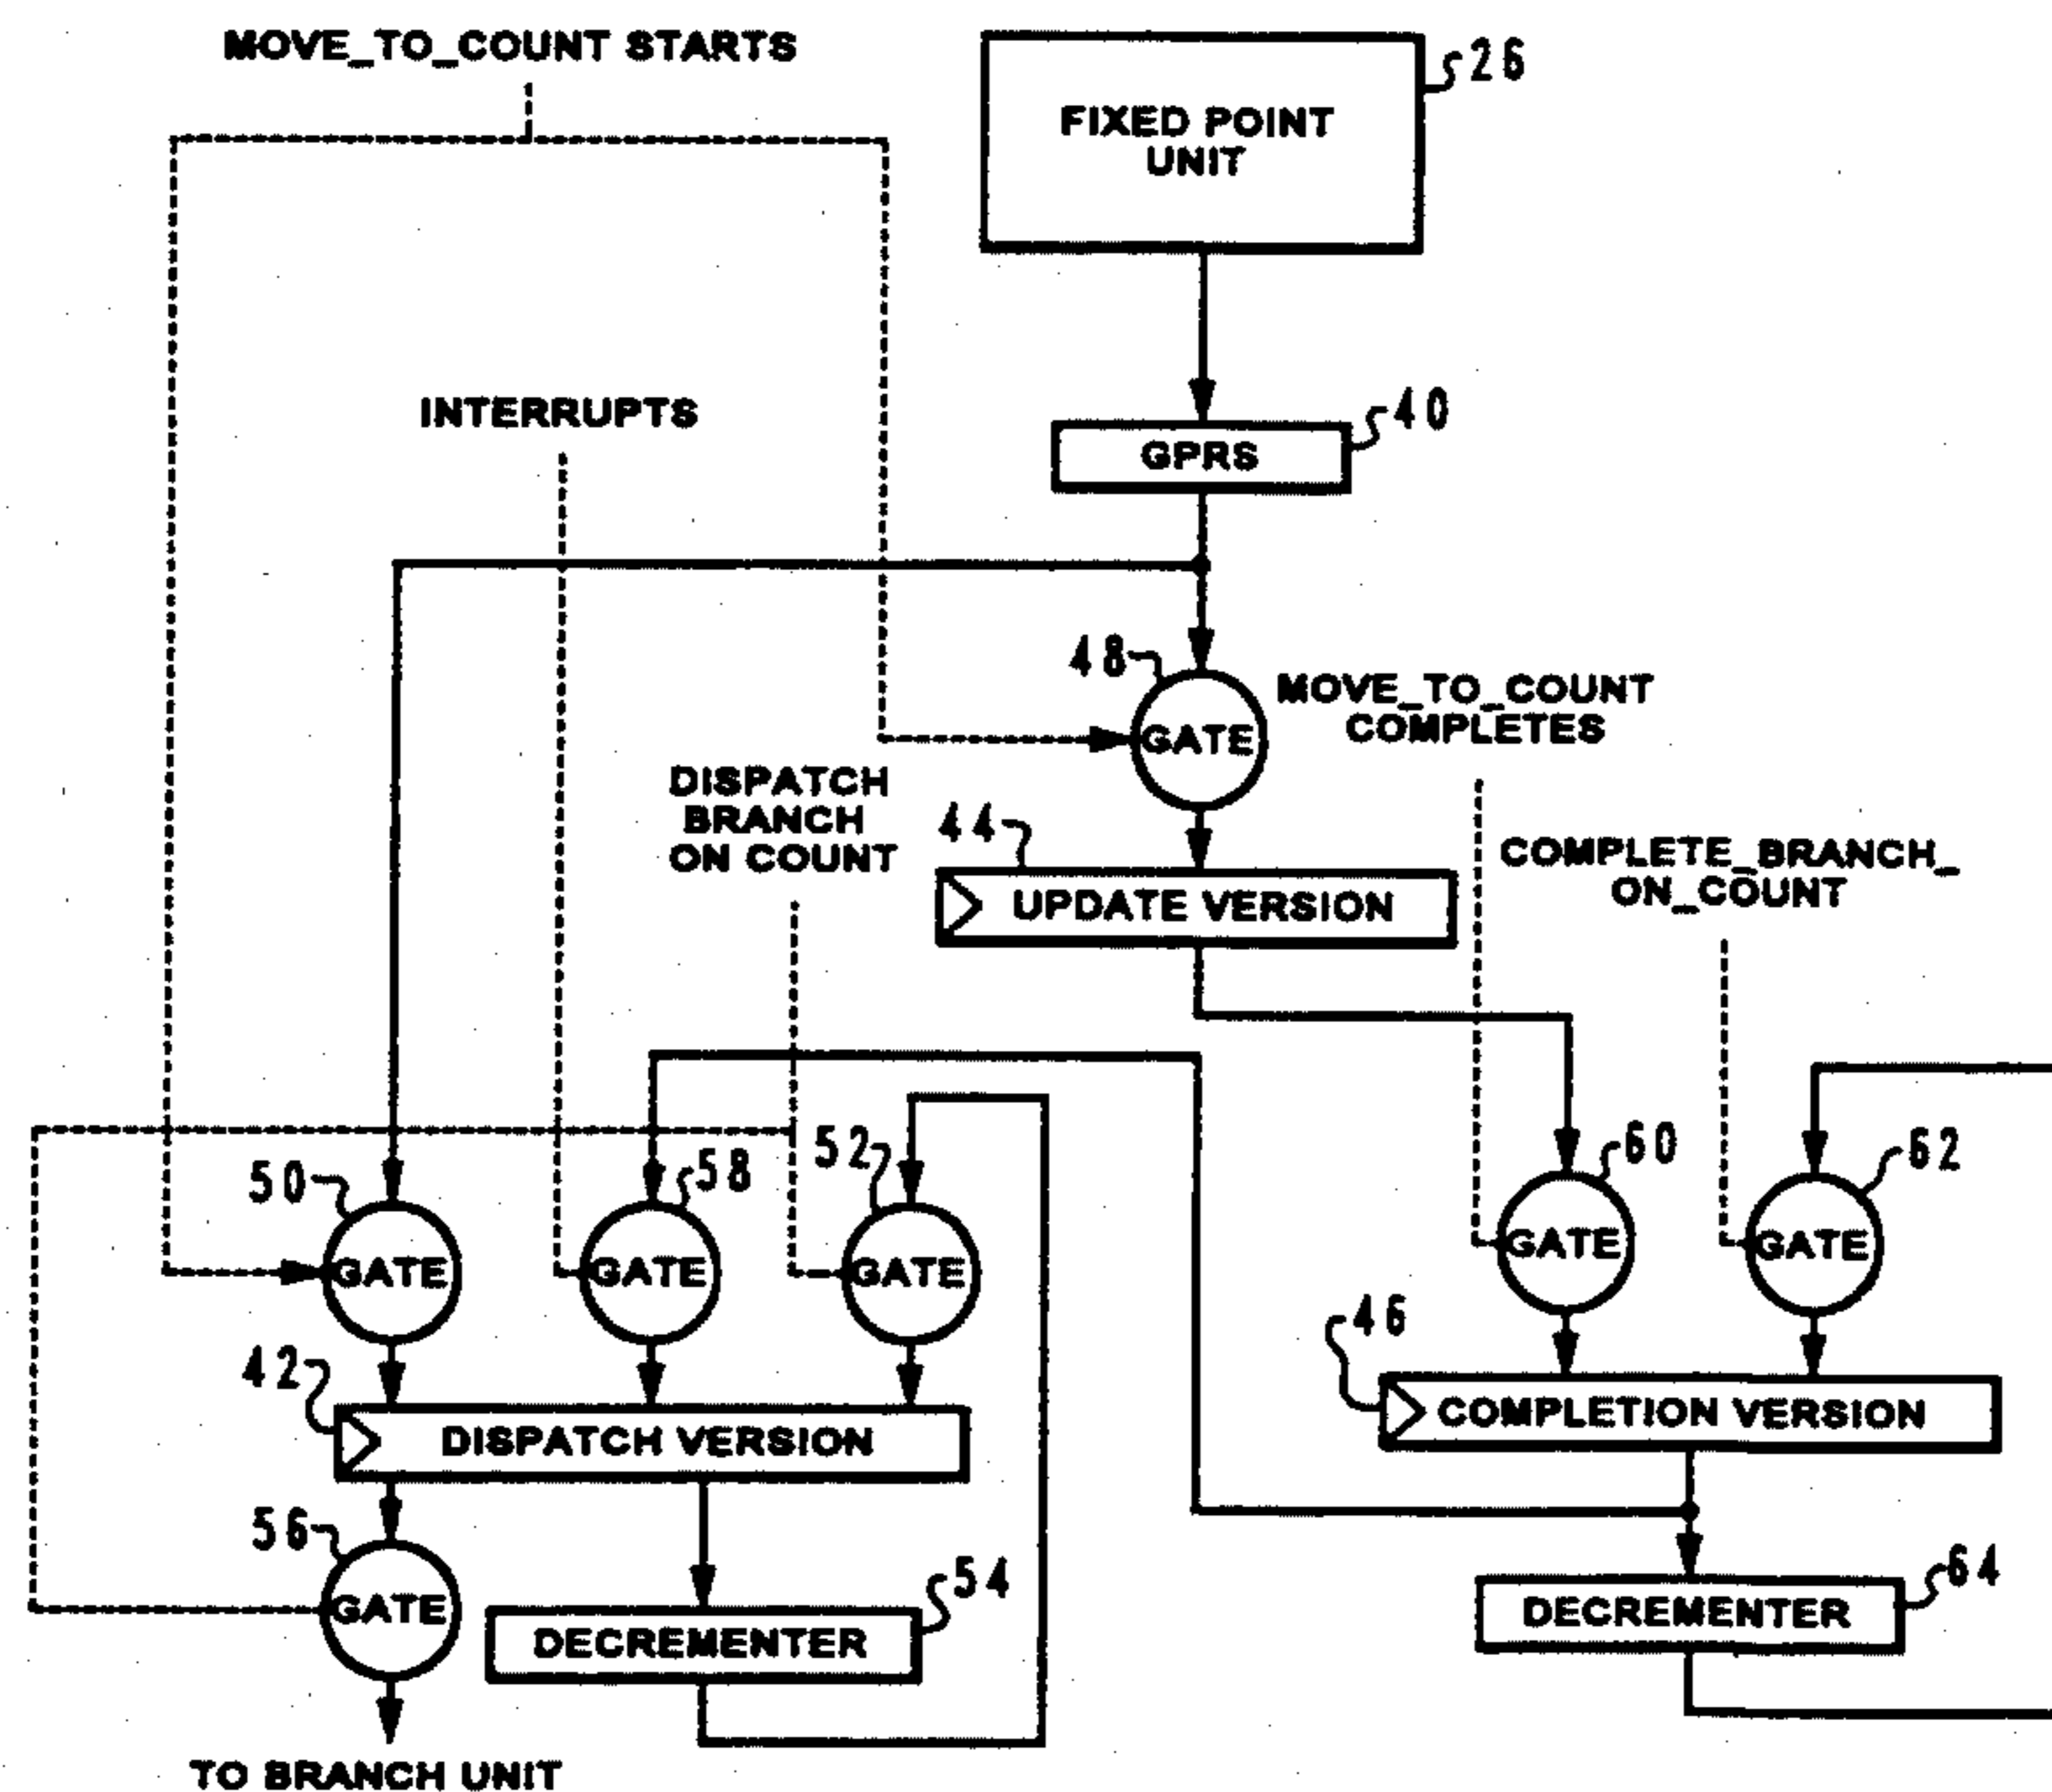 MOVE_TO_COUNT STARTS
26
FIXED POINT
UNIT
INTERRUPTS
40
GPRS
48
GATE
MOVE_TO_COUNT
COMPLETES
DISPATCH
BRANCH
ON COUNT
44
UPDATE VERSION
COMPLETE_BRANCH_
ON_COUNT
50
GATE
58
GATE
52
GATE
60
GATE
62
GATE
42
DISPATCH VERSION
46
COMPLETION VERSION
56
GATE
54
DECREMENTER
64
DECREMENTER
TO BRANCH UNIT